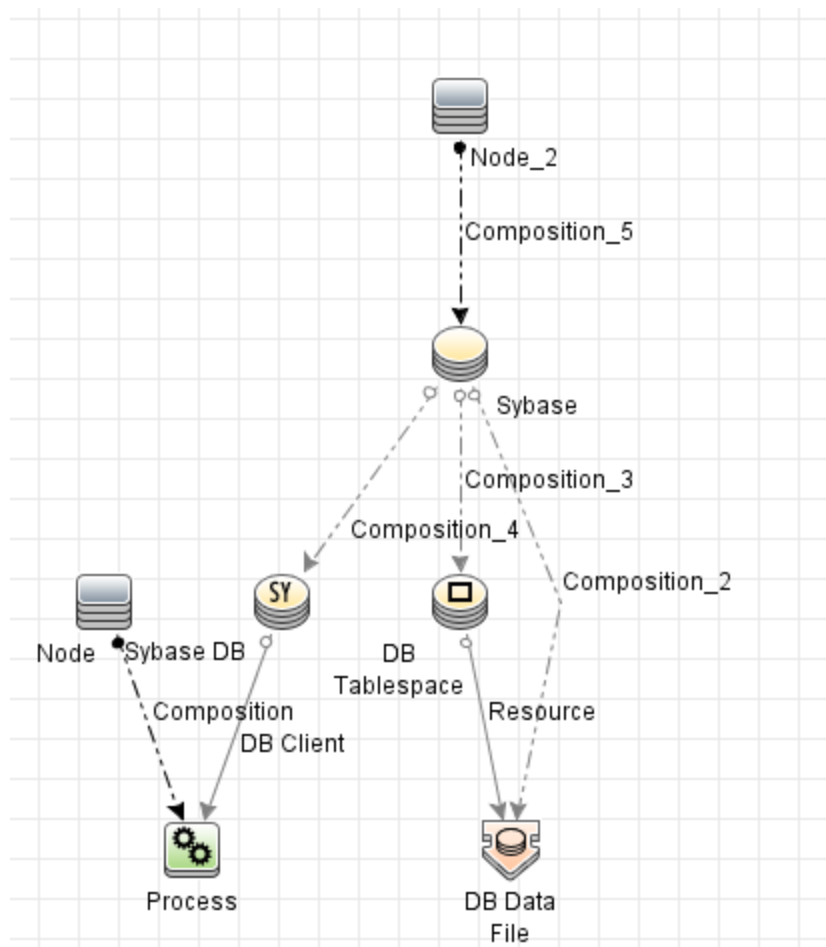 Node_2
Composition_5
Sybase
Composition_3
Composition_4
Composition_2
SY
Node
Sybase DB
DB
Tablespace
Composition
Resource
DB Client
Process
DB Data
File